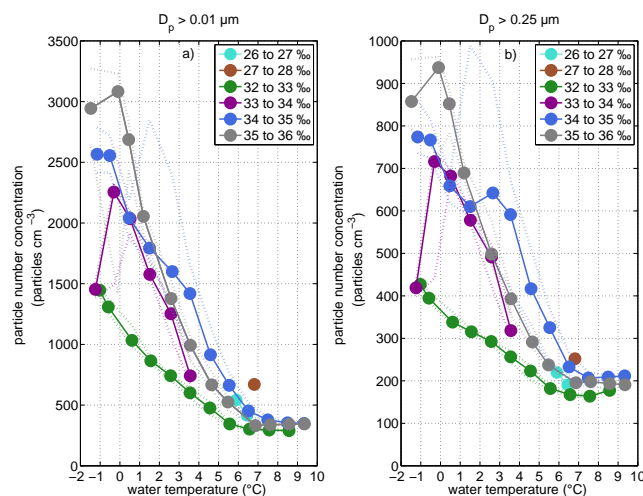 D_p > 0.01 µm
D_p > 0.25 µm
a)
26 to 27 ‰
27 to 28 ‰
32 to 33 ‰
33 to 34 ‰
34 to 35 ‰
35 to 36 ‰
b)
26 to 27 ‰
27 to 28 ‰
32 to 33 ‰
33 to 34 ‰
34 to 35 ‰
35 to 36 ‰
3500
3000
2500
2000
1500
1000
500
0
particle number concentration
(particles cm⁻³)
−2 −1 0 1 2 3 4 5 6 7 8 9 10
water temperature (°C)
1000
900
800
700
600
500
400
300
200
100
0
particle number concentration
(particles cm⁻³)
−2 −1 0 1 2 3 4 5 6 7 8 9 10
water temperature (°C)